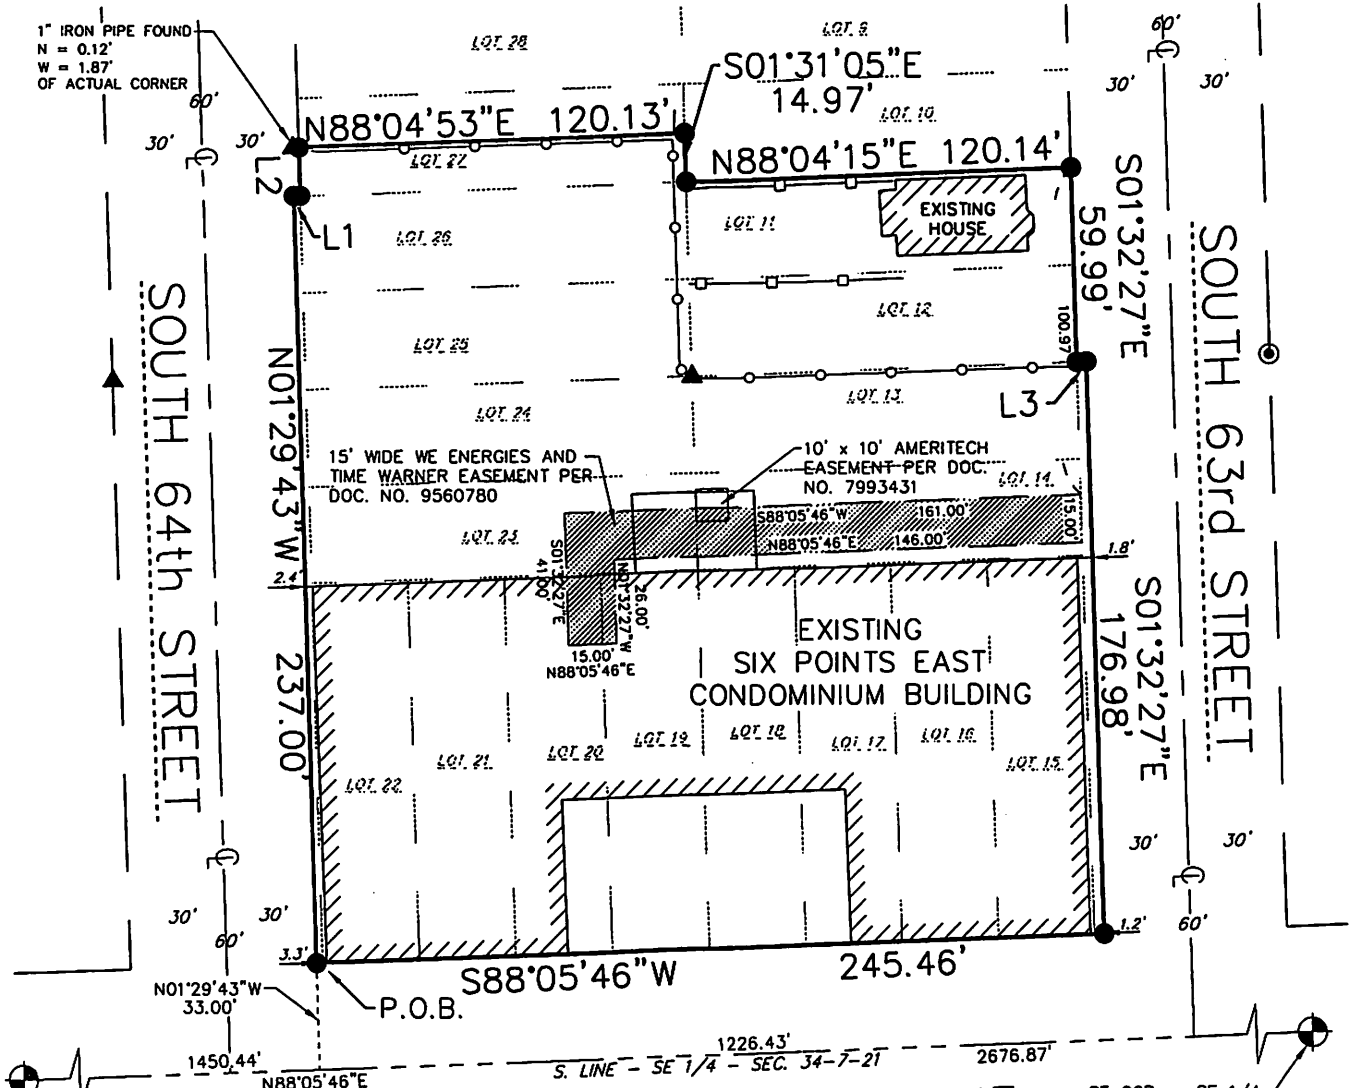 1" IRON PIPE FOUND
N = 0.12'
W = 1.87'
OF ACTUAL CORNER
60'
30'
30'
LOT 28
LOT 9
60'
30'
30'
S01°31'05"E
14.97'
LOT 10
N88°04'53"E 120.13'
LOT 27
N88°04'15"E 120.14'
L2
L1
LOT 26
LOT 11
EXISTING
HOUSE
S01°32'27"E
59.99'
LOT 12
100.97
LOT 25
LOT 13
L3
LOT 24
SOUTH 64th STREET
SOUTH 63rd STREET
N01°29'43"W
237.00'
15' WIDE WE ENERGIES AND
TIME WARNER EASEMENT PER
DOC. NO. 9560780
10' x 10' AMERITECH
EASEMENT PER DOC.
NO. 7993431
LOT 14
S88°05'46"W 161.00'
15.00'
LOT 23
N88°05'46"E 146.00'
1.8'
S01°32'27"E
41.00'
N01°32'27"W
26.00'
2.4'
15.00'
N88°05'46"E
EXISTING
SIX POINTS EAST
CONDOMINIUM BUILDING
S01°32'27"E
176.98'
LOT 22
LOT 21
LOT 20
LOT 19
LOT 18
LOT 17
LOT 16
LOT 15
30'
30'
30'
30'
60'
60'
3.3'
1.2'
S88°05'46"W 245.46'
P.O.B.
N01°29'43"W
33.00'
1450.44'
N88°05'46"E
1226.43'
S. LINE - SE 1/4 - SEC. 34-7-21
2676.87'